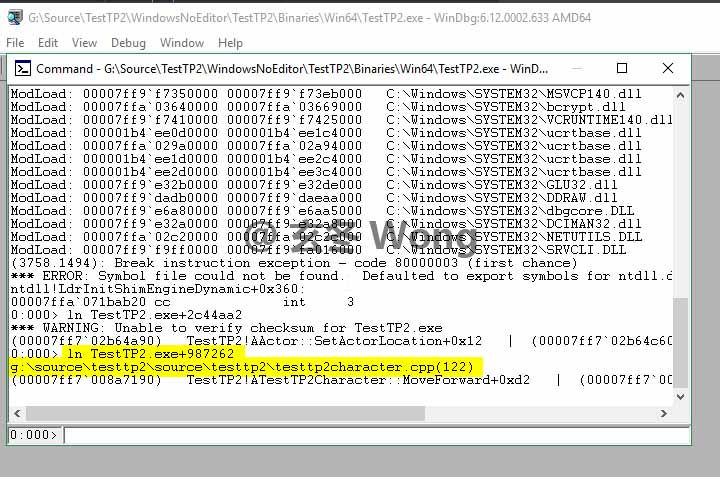 G:\Source\TestTP2\WindowsNoEditor\TestTP2\Binaries\Win64\TestTP2.exe - WinDbg:6.12.0002.633 AMD64
File Edit View Debug Window Help
Command - G:\Source\TestTP2\WindowsNoEditor\TestTP2\Binaries\Win64\TestTP2.exe - WinD...
ModLoad: 00007ff9`f7350000 00007ff9`f73eb000 C:\Windows\SYSTEM32\MSVCP140.dll
ModLoad: 00007ffa`03640000 00007ffa`03669000 C:\Windows\SYSTEM32\bcrypt.dll
ModLoad: 00007ff9`f7410000 00007ff9`f7425000 C:\Windows\SYSTEM32\VCRUNTIME140.dll
ModLoad: 000001b4`ee0d0000 000001b4`ee1c4000 C:\Windows\SYSTEM32\ucrtbase.dll
ModLoad: 00007ffa`029a0000 00007ffa`02a94000 C:\Windows\SYSTEM32\ucrtbase.dll
ModLoad: 000001b4`ee1d0000 000001b4`ee2c4000 C:\Windows\SYSTEM32\ucrtbase.dll
ModLoad: 000001b4`ee2d0000 000001b4`ee3c4000 C:\Windows\SYSTEM32\ucrtbase.dll
ModLoad: 00007ff9`e32b0000 00007ff9`e32de000 C:\Windows\SYSTEM32\GLU32.dll
ModLoad: 00007ff9`dadb0000 00007ff9`daeaa000 C:\Windows\SYSTEM32\DDRAW.dll
ModLoad: 00007ff9`e6a80000 00007ff9`e6aa5000 C:\Windows\SYSTEM32\dbgcore.DLL
ModLoad: 00007ff9`e32a0000 C:\Windows\SYSTEM32\DCIMAN32.dll
ModLoad: 00007ffa`02c20000 C:\Windows\SYSTEM32\NETUTILS.DLL
ModLoad: 00007ff9`f9ff0000 00007ff9`fa016000 C:\Windows\SYSTEM32\SRVCLI.DLL
@ 玄冬 Wong
(3758.1494): Break instruction exception - code 80000003 (first chance)
*** ERROR: Symbol file could not be found. Defaulted to export symbols for ntdll.d
ntdll!LdrInitShimEngineDynamic+0x360:
00007ffa`071bab20 cc int 3
0:000> ln TestTP2.exe+2c44aa2
*** WARNING: Unable to verify checksum for TestTP2.exe
(00007ff7`02b64a90) TestTP2!AActor::SetActorLocation+0x12 | (00007ff7`02b64c60
0:000> ln TestTP2.exe+987262
g:\source\testtp2\source\testtp2\testtp2character.cpp(122)
(00007ff7`008a7190) TestTP2!ATestTP2Character::MoveForward+0xd2 | (00007ff7`00
0:000>